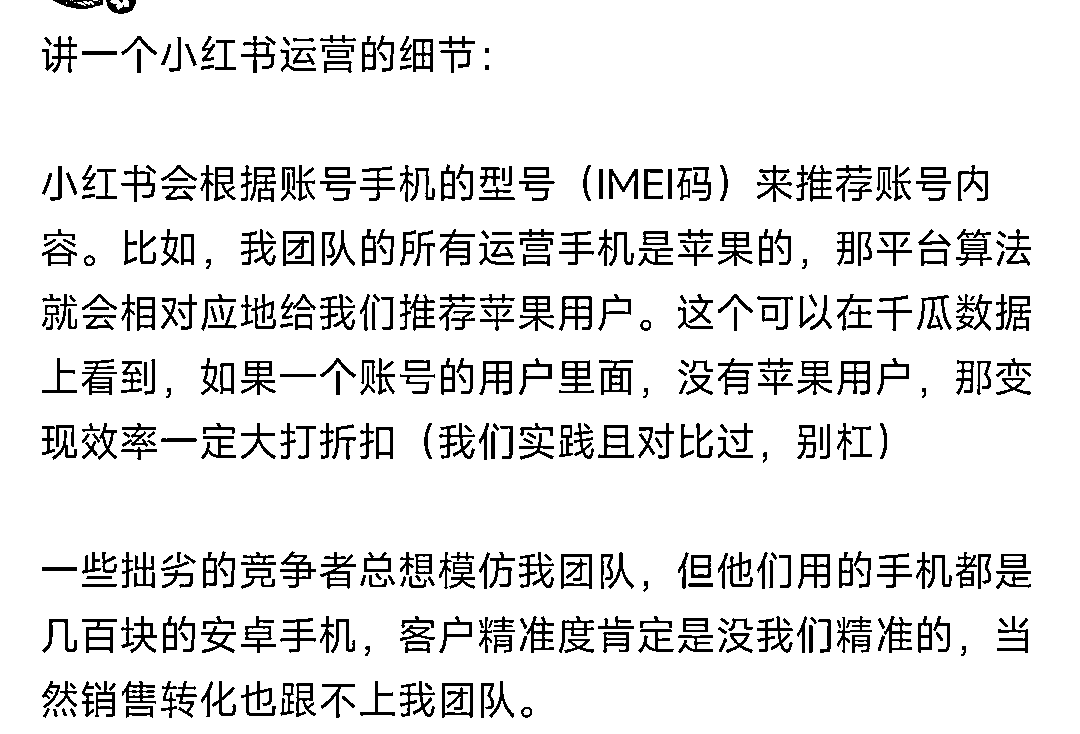 讲一个小红书运营的细节：
小红书会根据账号手机的型号（IMEI码）来推荐账号内
容。比如，我团队的所有运营手机是苹果的，那平台算法
就会相对应地给我们推荐苹果用户。这个可以在千瓜数据
上看到，如果一个账号的用户里面，没有苹果用户，那变
现效率一定大打折扣（我们实践且对比过，别杠）
一些拙劣的竞争者总想模仿我团队，但他们用的手机都是
几百块的安卓手机，客户精准度肯定是没我们精准的，当
然销售转化也跟不上我团队。